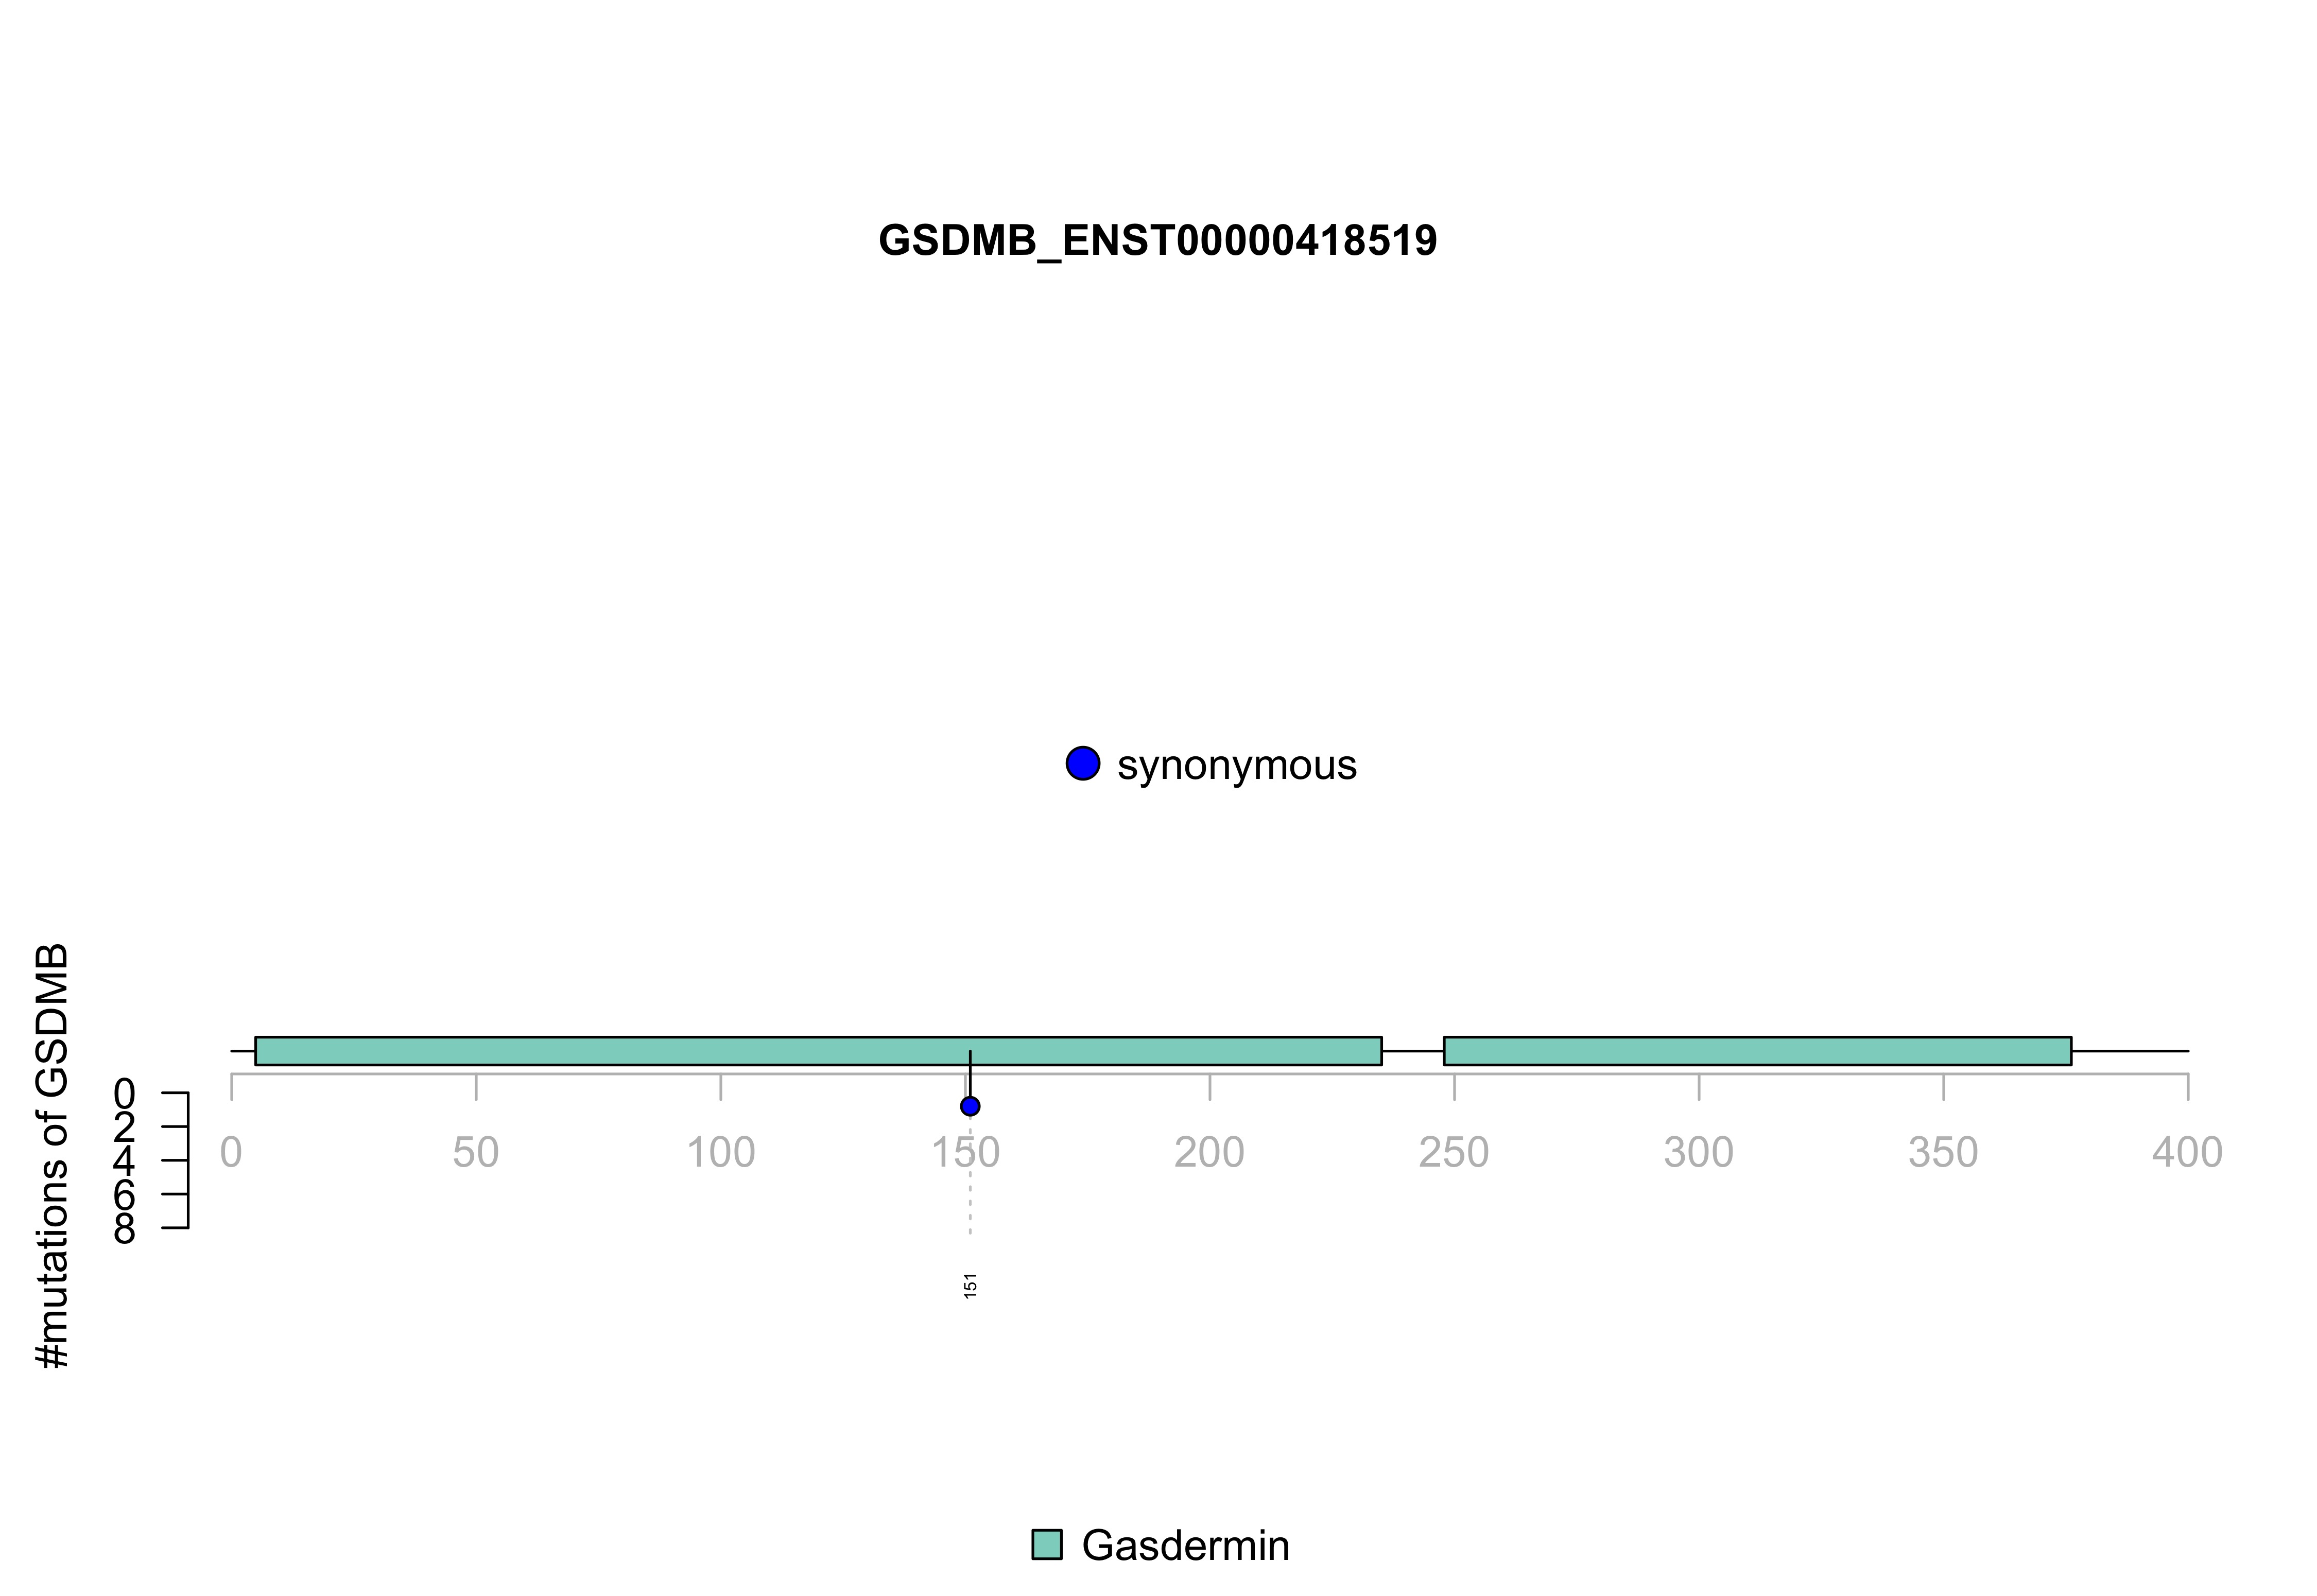 GSDMB_ENST00000418519
synonymous
#mutations of GSDMB
0
2
4
6
8
0 50 100 150 200 250 300 350 400
151
Gasdermin